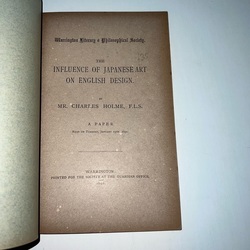 Warrington Literary & Philosophical Society.
THE
INFLUENCE OF JAPANESE ART
ON ENGLISH DESIGN.
BY
MR. CHARLES HOLME, F.L.S.
A PAPER
WARRINGTON:
PRINTED FOR THE SOCIETY AT THE GUARDIAN OFFICE.